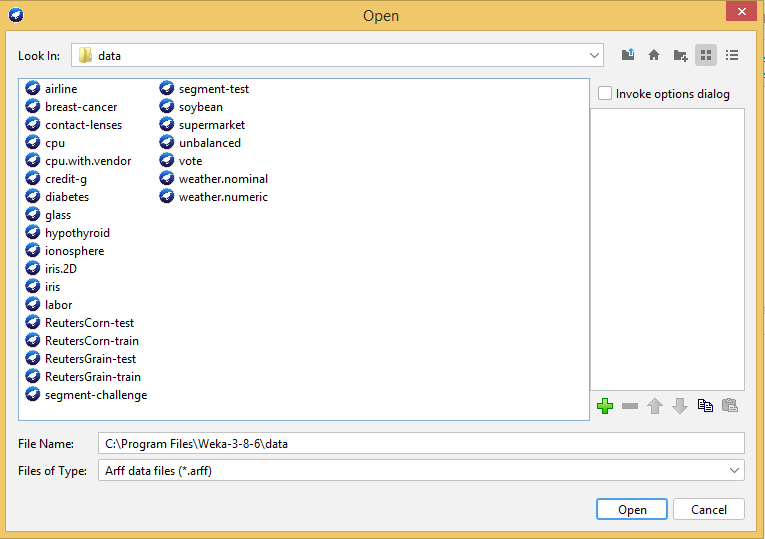 Open
Look In: data
airline
breast-cancer
contact-lenses
cpu
cpu.with.vendor
credit-g
diabetes
glass
hypothyroid
ionosphere
iris.2D
iris
labor
ReutersCorn-test
ReutersCorn-train
ReutersGrain-test
ReutersGrain-train
segment-challenge
segment-test
soybean
supermarket
unbalanced
vote
weather.nominal
weather.numeric
Invoke options dialog
File Name: C:\Program Files\Weka-3-8-6\data
Files of Type: Arff data files (*.arff)
Open Cancel